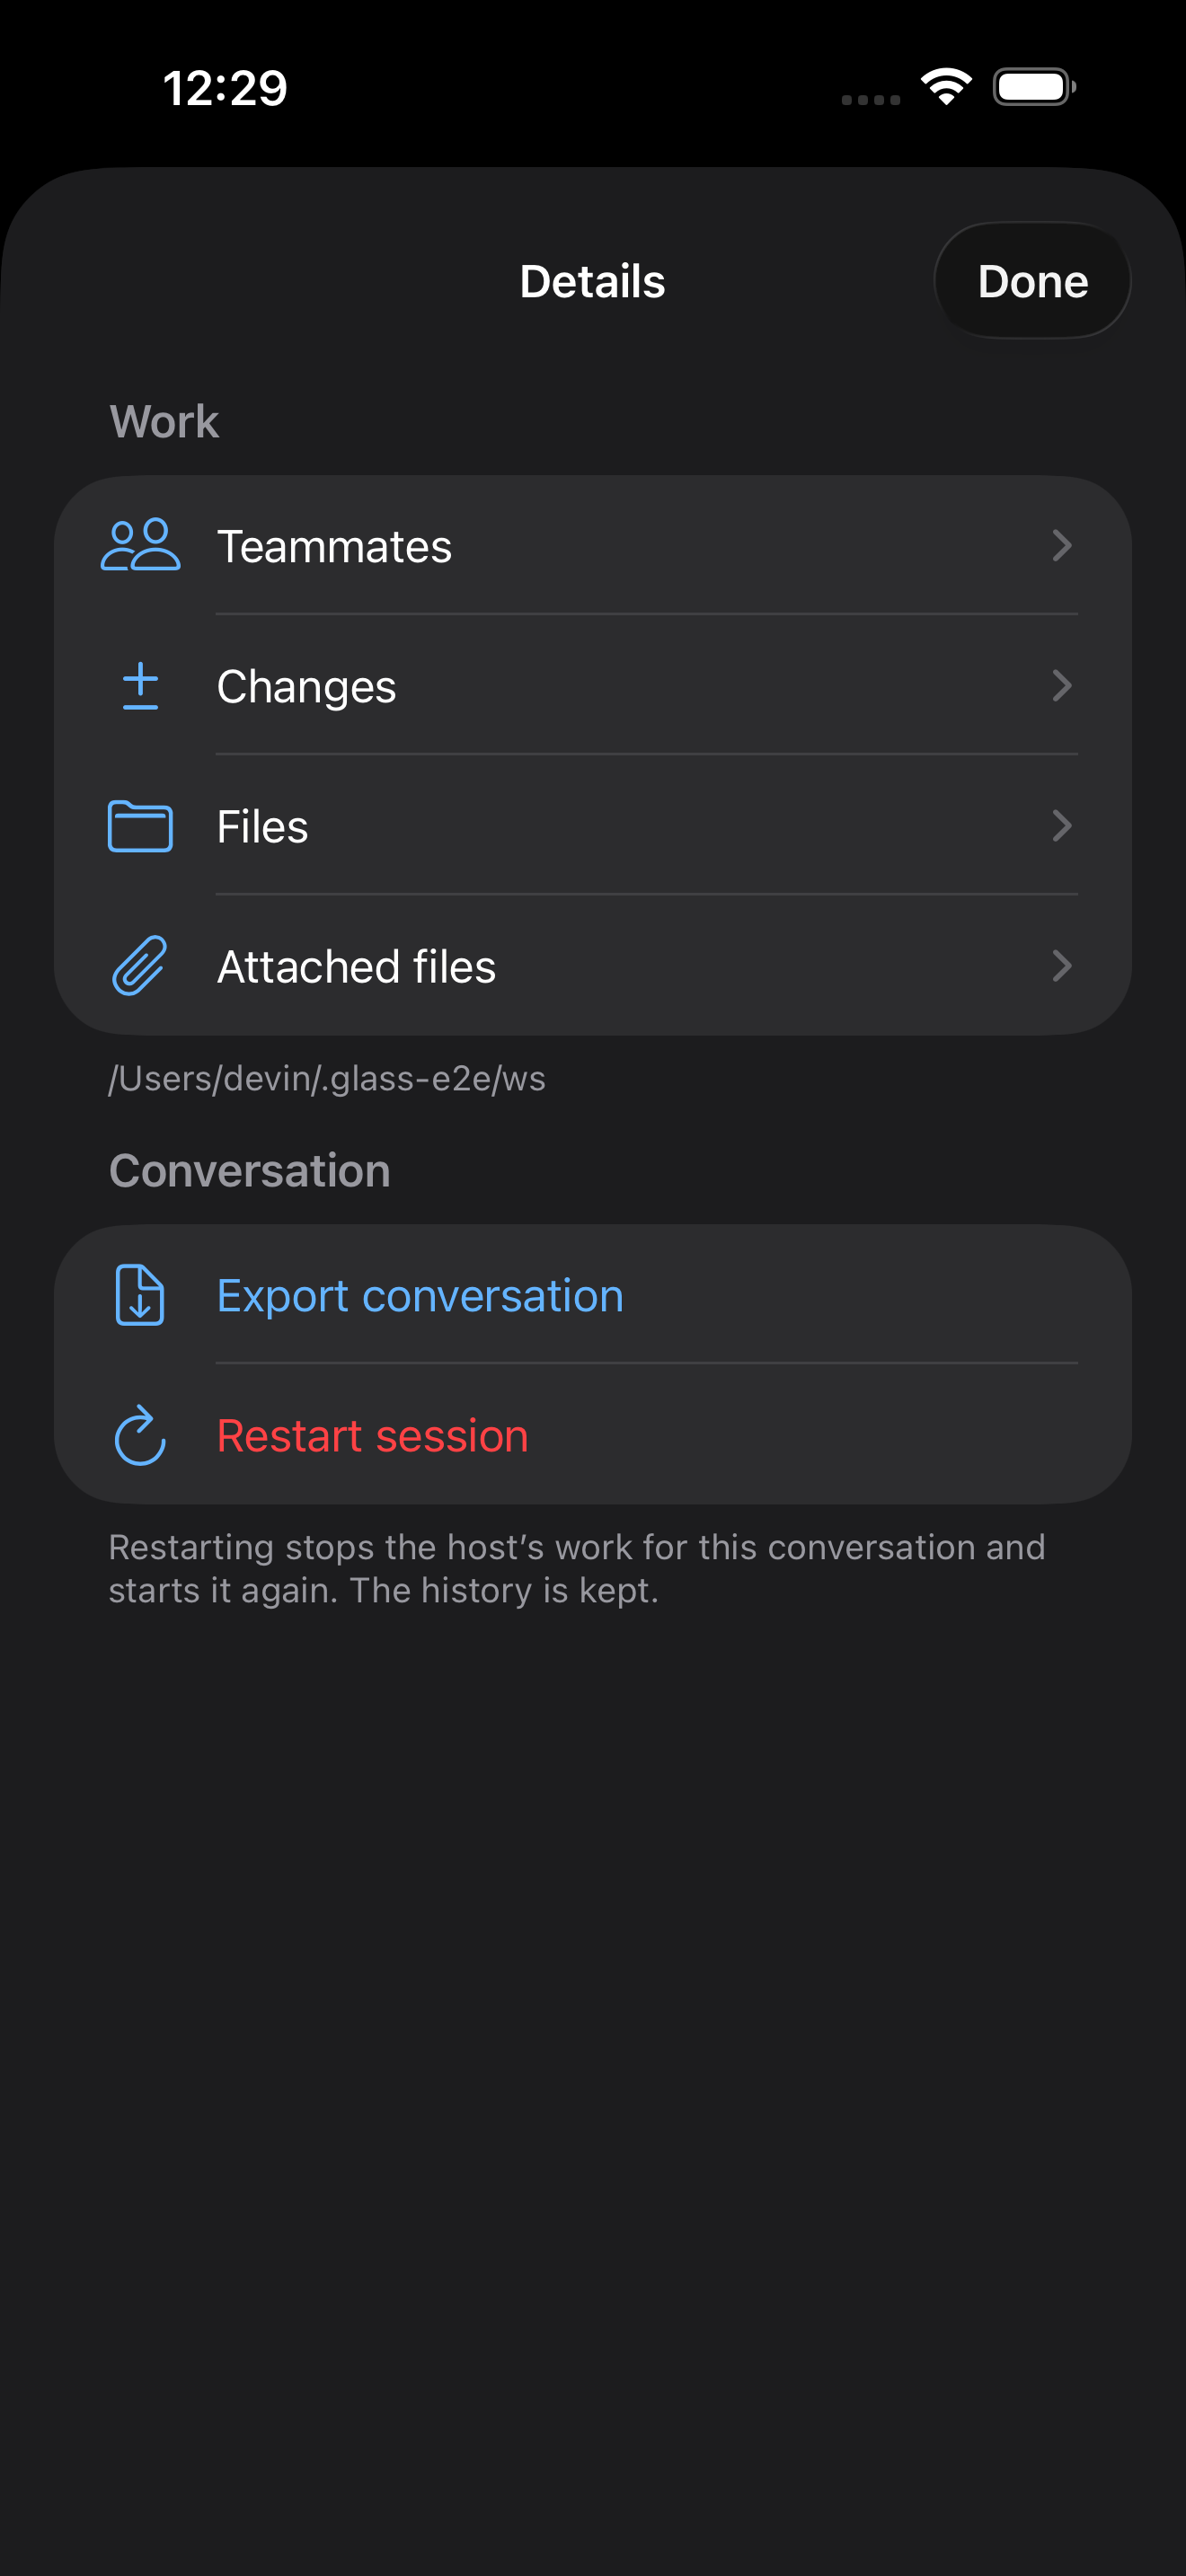 12:29
Details
Done
Work
Teammates
Changes
Files
Attached files
/Users/devin/.glass-e2e/ws
Conversation
Export conversation
Restart session
Restarting stops the host’s work for this conversation and
starts it again. The history is kept.